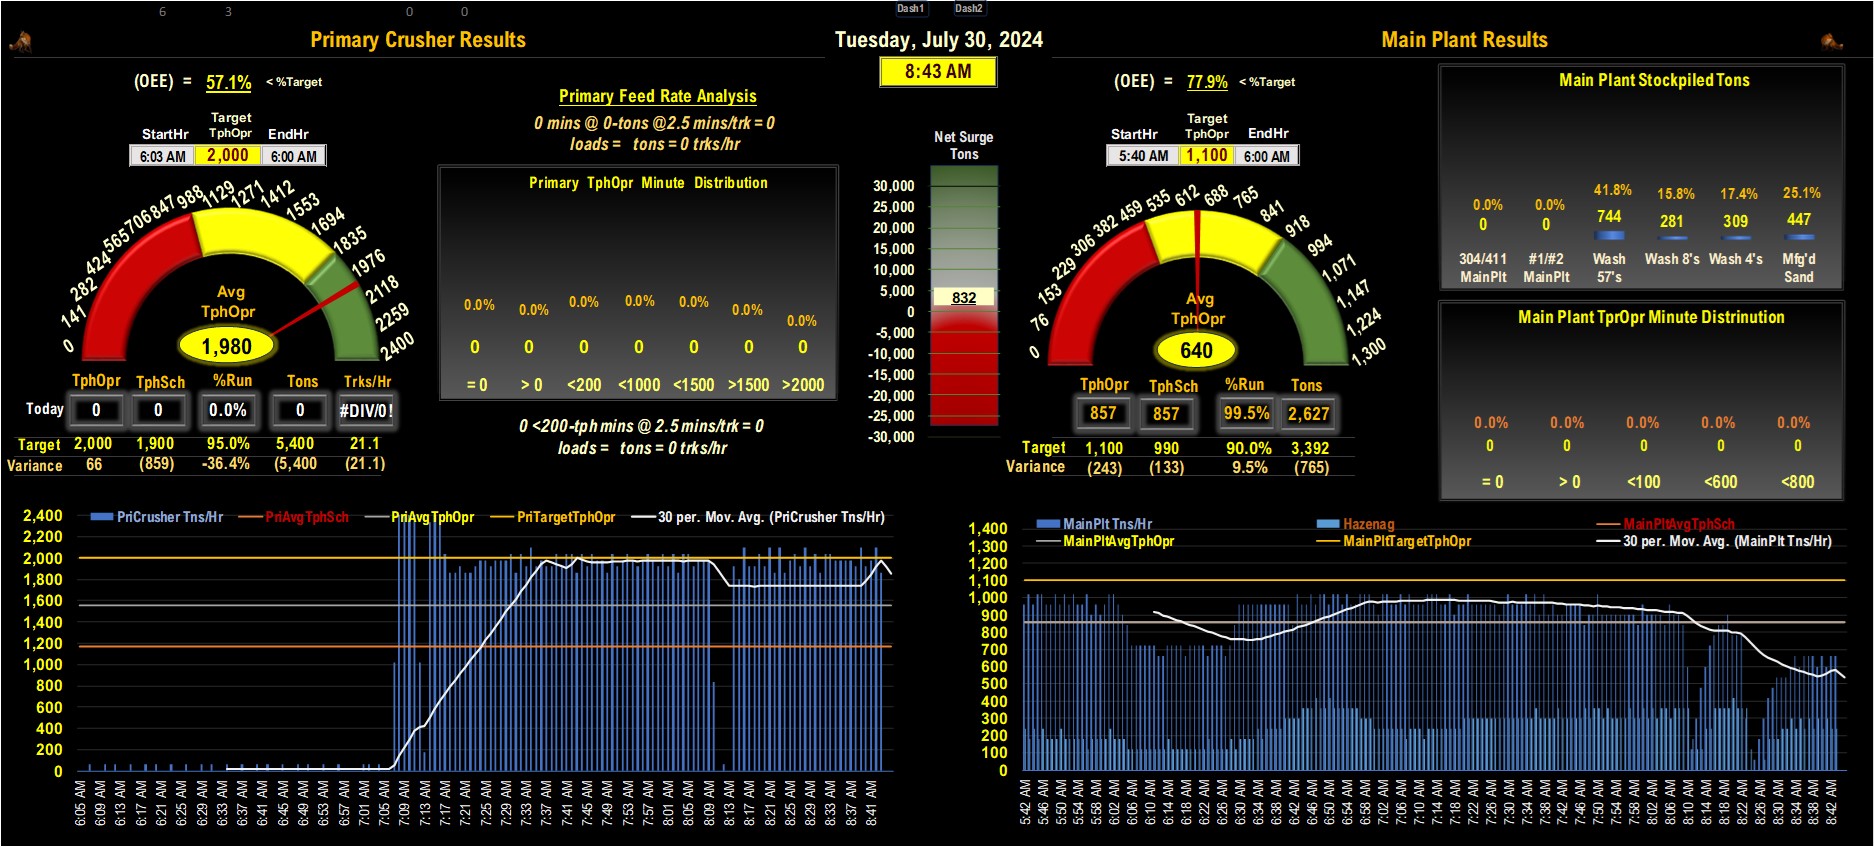 6 3 0 0 Dash1 Dash2
Primary Crusher Results
Tuesday, July 30, 2024
Main Plant Results
8:43 AM
(OEE) = 57.1% < %Target
Target
StartHr TphOpr EndHr
6:03 AM 2,000 6:00 AM
988 1129 1271 1412
847 1553
706 1694
565 1835
424 1976
282 2118
141 2259
0 2400
Avg
TphOpr
1,980
TphOpr TphSch %Run Tons Trks/Hr
Today 0 0 0.0% 0 #DIV/0!
Target 2,000 1,900 95.0% 5,400 21.1
Variance 66 (859) -36.4% (5,400 (21.1)
Primary Feed Rate Analysis
0 mins @ 0-tons @2.5 mins/trk = 0
loads = tons = 0 trks/hr
Primary TphOpr Minute Distribution
0.0% 0.0% 0.0% 0.0% 0.0% 0.0% 0.0%
0 0 0 0 0 0 0
= 0 > 0 <200 <1000 <1500 >1500 >2000
0 <200-tph mins @ 2.5 mins/trk = 0
loads = tons = 0 trks/hr
Net Surge
Tons
30,000
25,000
20,000
15,000
10,000
5,000
832
0
-5,000
-10,000
-15,000
-20,000
-25,000
-30,000
(OEE) = 77.9% < %Target
Target
StartHr TphOpr EndHr
5:40 AM 1,100 6:00 AM
535 612 688 765
459 841
382 918
306 994
229 1,071
153 1,147
76 1,224
0 1,300
Avg
TphOpr
640
TphOpr TphSch %Run Tons
857 857 99.5% 2,627
Target 1,100 990 90.0% 3,392
Variance (243) (133) 9.5% (765)
Main Plant Stockpiled Tons
0.0% 0.0% 41.8% 15.8% 17.4% 25.1%
0 0 744 281 309 447
304/411 #1/#2 Wash Wash 8's Wash 4's Mfg'd
MainPlt MainPlt 57's Sand
Main Plant TprOpr Minute Distrinution
0.0% 0.0% 0.0% 0.0% 0.0% 0.0%
0 0 0 0 0
= 0 > 0 <100 <600 <800
PriCrusher Tns/Hr PriAvgTphSch PriAvgTphOpr PriTargetTphOpr 30 per. Mov. Avg. (PriCrusher Tns/Hr)
2,400
2,200
2,000
1,800
1,600
1,400
1,200
1,000
800
600
400
200
0
6:05 AM 6:09 AM 6:13 AM 6:17 AM 6:21 AM 6:25 AM 6:29 AM 6:33 AM 6:37 AM 6:41 AM 6:45 AM 6:49 AM 6:53 AM 6:57 AM 7:01 AM 7:05 AM 7:09 AM 7:13 AM 7:17 AM 7:21 AM 7:25 AM 7:29 AM 7:33 AM 7:37 AM 7:41 AM 7:45 AM 7:49 AM 7:53 AM 7:57 AM 8:01 AM 8:05 AM 8:09 AM 8:13 AM 8:17 AM 8:21 AM 8:25 AM 8:29 AM 8:33 AM 8:37 AM 8:41 AM
MainPlt Tns/Hr Hazenag MainPltAvgTphSch
MainPltAvgTphOpr MainPltTargetTphOpr 30 per. Mov. Avg. (MainPlt Tns/Hr)
1,400
1,300
1,200
1,100
1,000
900
800
700
600
500
400
300
200
100
0
5:42 AM 5:46 AM 5:50 AM 5:54 AM 5:58 AM 6:02 AM 6:06 AM 6:10 AM 6:14 AM 6:18 AM 6:22 AM 6:26 AM 6:30 AM 6:34 AM 6:38 AM 6:42 AM 6:46 AM 6:50 AM 6:54 AM 6:58 AM 7:02 AM 7:06 AM 7:10 AM 7:14 AM 7:18 AM 7:22 AM 7:26 AM 7:30 AM 7:34 AM 7:38 AM 7:42 AM 7:46 AM 7:50 AM 7:54 AM 7:58 AM 8:02 AM 8:06 AM 8:10 AM 8:14 AM 8:18 AM 8:22 AM 8:26 AM 8:30 AM 8:34 AM 8:38 AM 8:42 AM